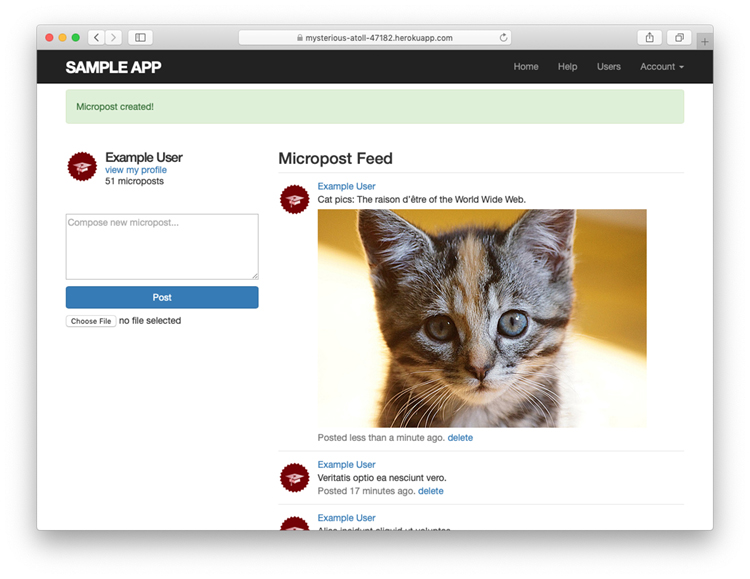 mysterious-atoll-47182.herokuapp.com
SAMPLE APP
Home Help Users Account
Micropost created!
Example User
view my profile
51 microposts
Compose new micropost...
Post
Choose File no file selected
Micropost Feed
Example User
Cat pics: The raison d’être of the World Wide Web.
Posted less than a minute ago. delete
Example User
Veritatis optio ea nesciunt vero.
Posted 17 minutes ago. delete
Example User